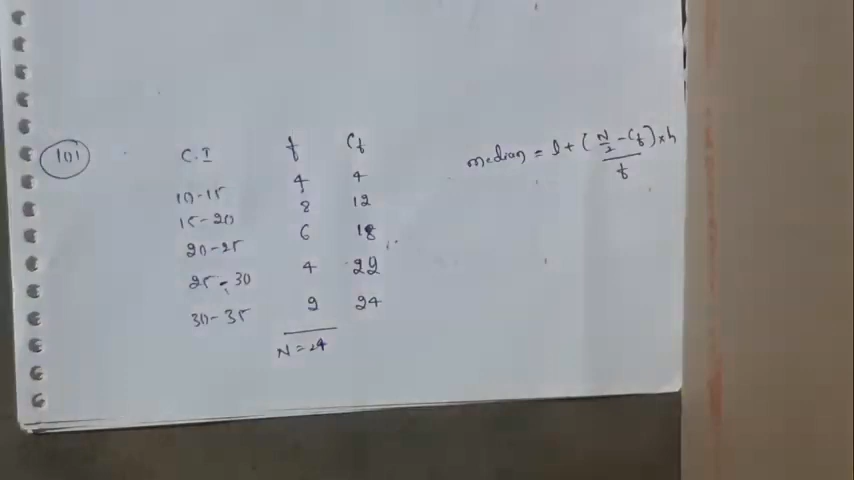 101
C.I f Cf
10-15 4 4
15-20 8 12
20-25 6 18
25-30 4 22
30-35 2 24
N = 24
median = l + (N/2 - Cf)/f × h